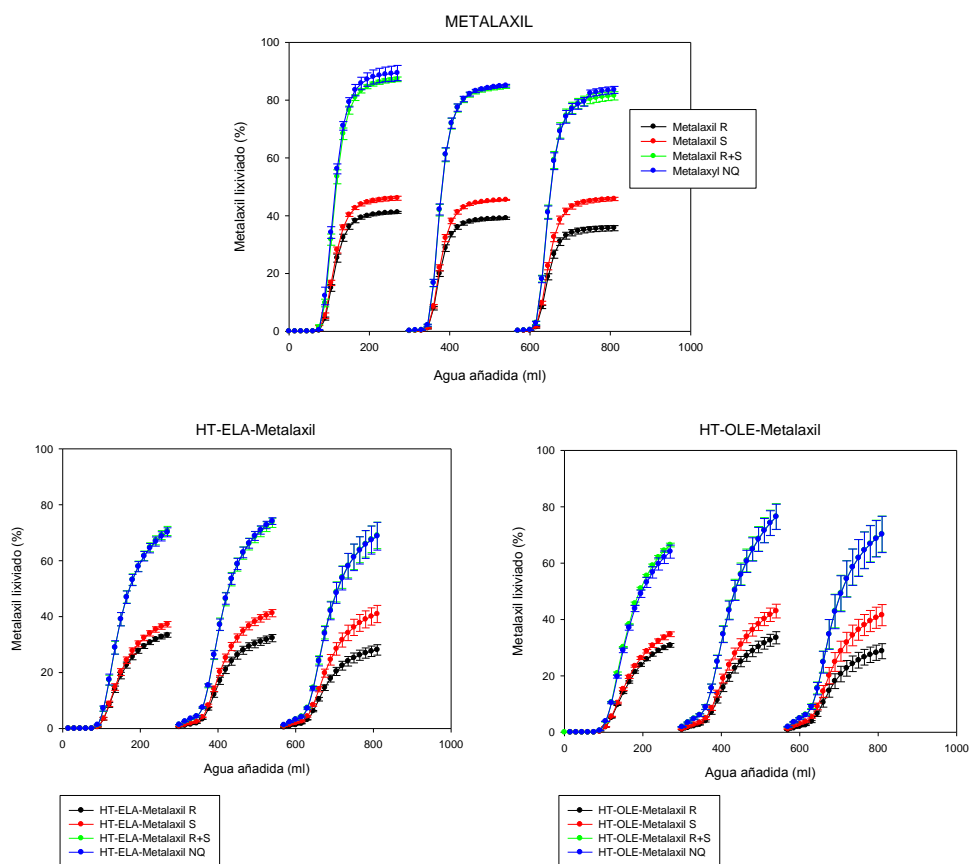 METALAXIL
100
80
60
40
20
0
Metalaxil lixiviado (%)
0 200 400 600 800 1000
Agua añadida (ml)
Metalaxil R
Metalaxil S
Metalaxil R+S
Metalaxyl NQ
HT-ELA-Metalaxil
100
80
60
40
20
0
Metalaxil lixiviado (%)
0 200 400 600 800 1000
Agua añadida (ml)
HT-ELA-Metalaxil R
HT-ELA-Metalaxil S
HT-ELA-Metalaxil R+S
HT-ELA-Metalaxil NQ
HT-OLE-Metalaxil
100
80
60
40
20
0
Metalaxil lixiviado (%)
0 200 400 600 800 1000
Agua añadida (ml)
HT-OLE-Metalaxil R
HT-OLE-Metalaxil S
HT-OLE-Metalaxil R+S
HT-OLE-Metalaxil NQ